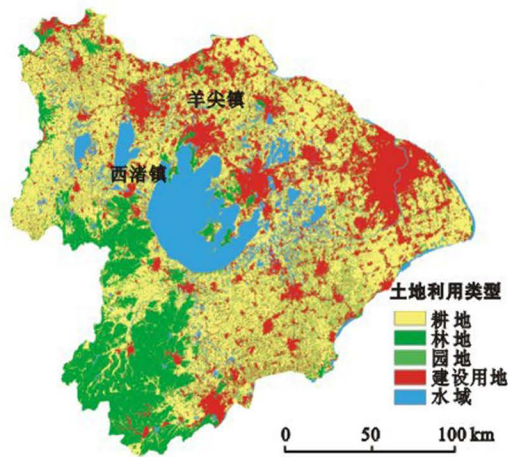 羊尖镇
西渚镇
土地利用类型
耕地
林地
园地
建设用地
水域
0 50 100 km